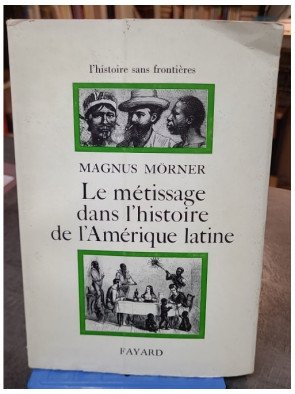 l'histoire sans frontières
MAGNUS MÖRNER
Le métissage
dans l'histoire
de l'Amérique latine
FAYARD